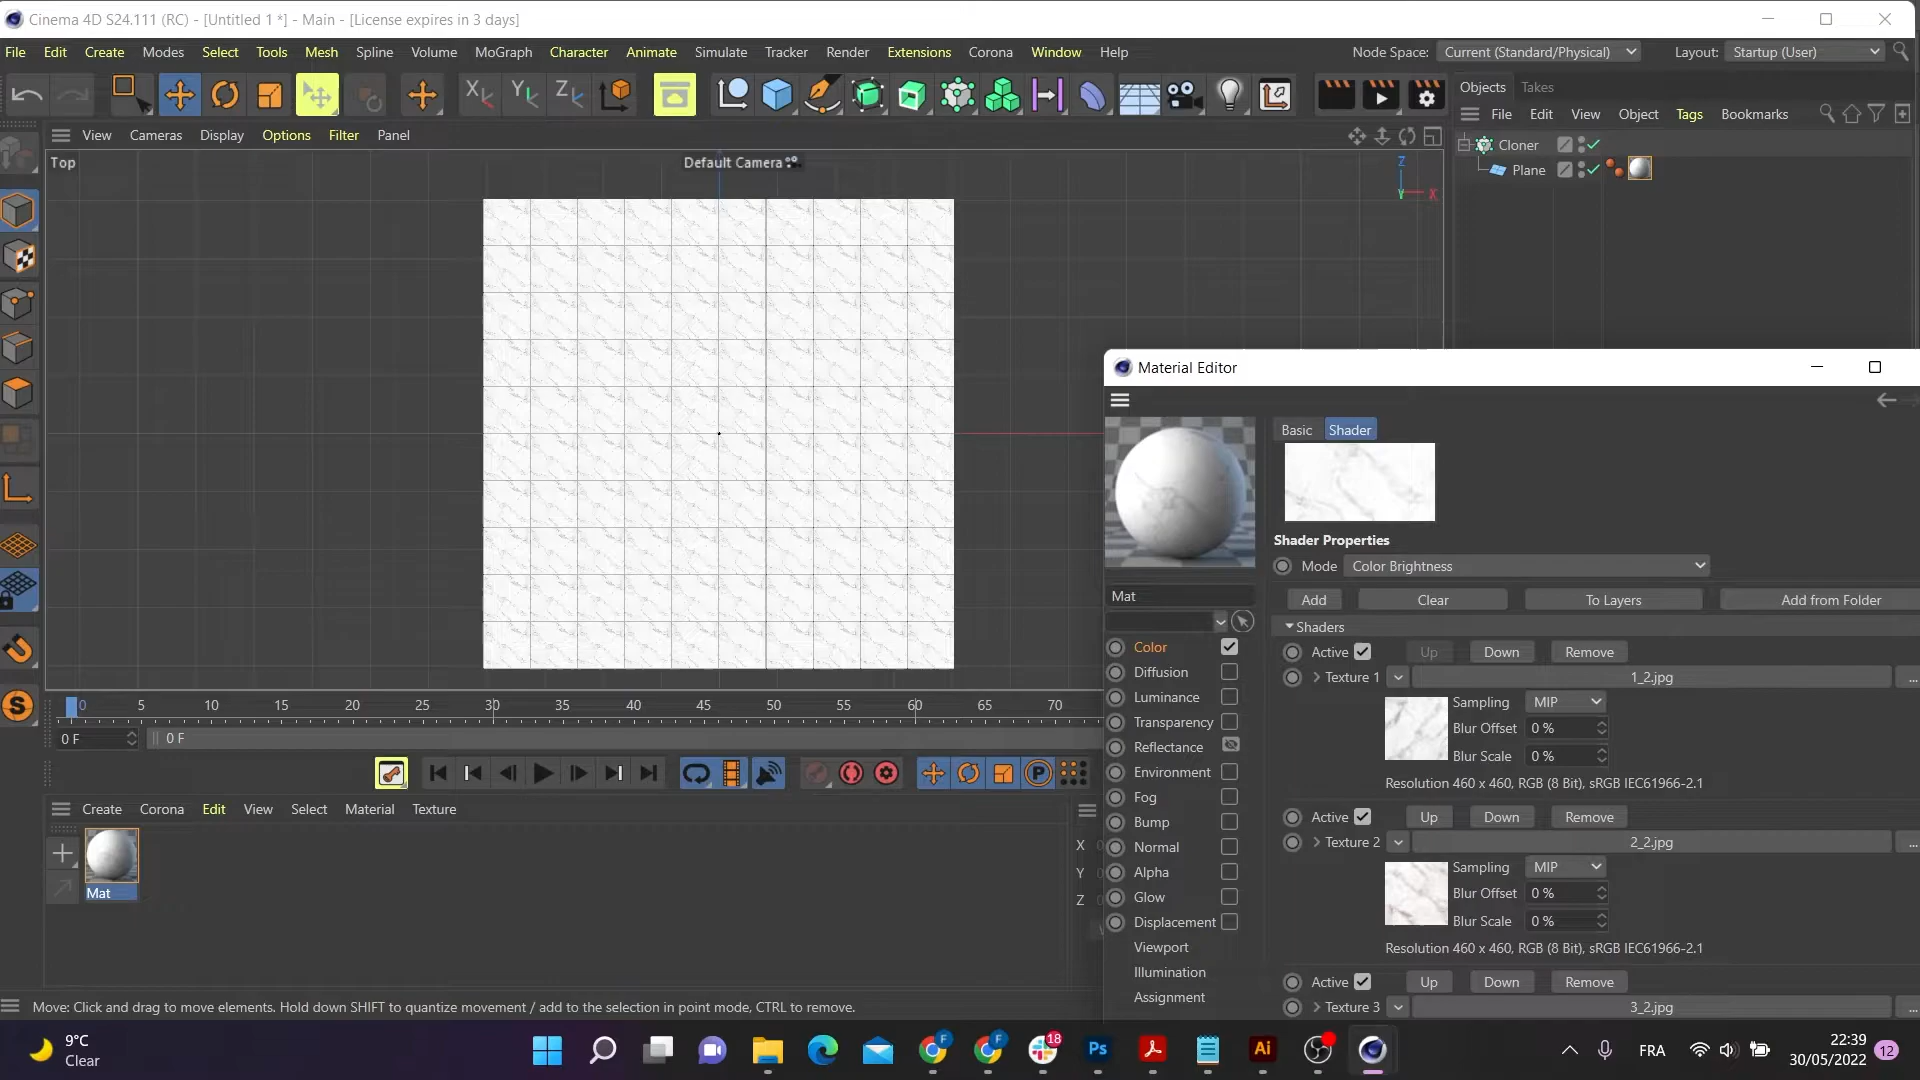 Cinema 4D S24.111 (RC) - [Untitled 1 *] - Main - [License expires in 3 days]
File Edit Create Modes Select Tools Mesh Spline Volume MoGraph Character Animate Simulate Tracker Render Extensions Corona Window Help Node Space: Current (Standard/Physical) Layout: Startup (User)
X Y Z
Objects Takes
File Edit View Object Tags Bookmarks
View Cameras Display Options Filter Panel
Top Default Camera
Z
Y X
Cloner
Plane
Material Editor
Basic Shader
Shader Properties
Mode Color Brightness
Mat
Add Clear To Layers Add from Folder
Shaders
Color
Diffusion
Luminance
Transparency
Reflectance
Environment
Fog
Bump
Normal
Alpha
Glow
Displacement
Viewport
Illumination
Assignment
Active Up Down Remove
Texture 1 1_2.jpg ...
Sampling MIP
Blur Offset 0 %
Blur Scale 0 %
Resolution 460 x 460, RGB (8 Bit), sRGB IEC61966-2.1
Active Up Down Remove
Texture 2 2_2.jpg ...
Sampling MIP
Blur Offset 0 %
Blur Scale 0 %
Resolution 460 x 460, RGB (8 Bit), sRGB IEC61966-2.1
Active Up Down Remove
Texture 3 3_2.jpg ...
0 5 10 15 20 25 30 35 40 45 50 55 60 65 70
0 F 0 F
P
Create Corona Edit View Select Material Texture
Mat
X
Y
Z
S
Move: Click and drag to move elements. Hold down SHIFT to quantize movement / add to the selection in point mode, CTRL to remove.
9°C
Clear
F F 18 Ps Ai
FRA
22:39
30/05/2022
12